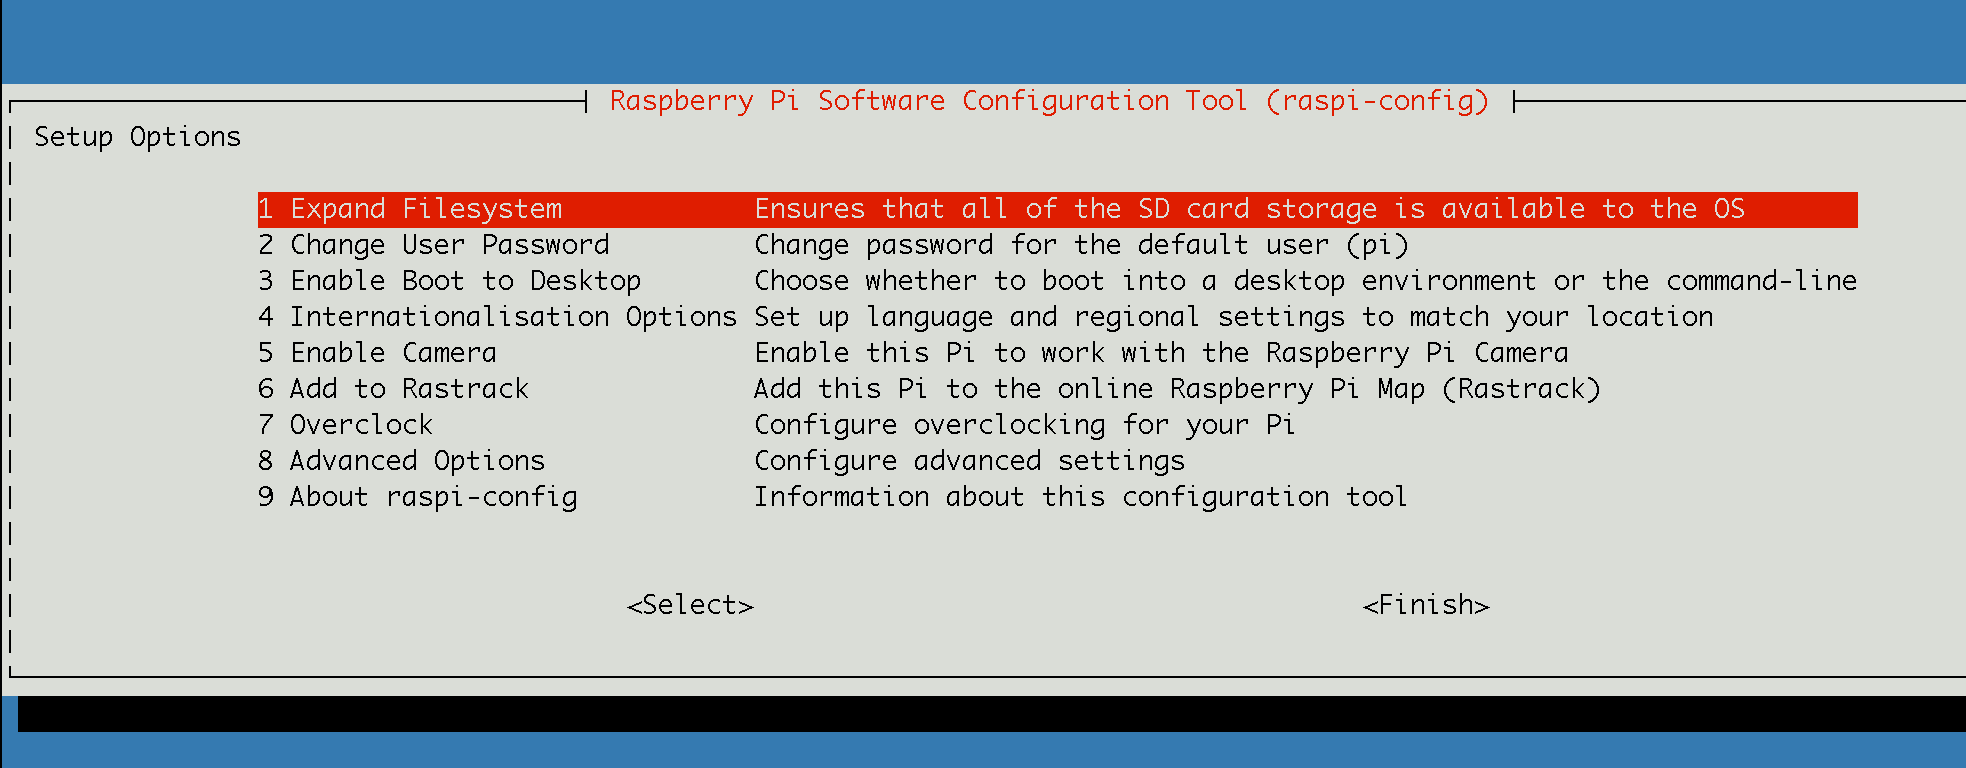 Raspberry Pi Software Configuration Tool (raspi-config)
Setup Options
1 Expand Filesystem Ensures that all of the SD card storage is available to the OS
2 Change User Password Change password for the default user (pi)
3 Enable Boot to Desktop Choose whether to boot into a desktop environment or the command-line
4 Internationalisation Options Set up language and regional settings to match your location
5 Enable Camera Enable this Pi to work with the Raspberry Pi Camera
6 Add to Rastrack Add this Pi to the online Raspberry Pi Map (Rastrack)
7 Overclock Configure overclocking for your Pi
8 Advanced Options Configure advanced settings
9 About raspi-config Information about this configuration tool
<Select> <Finish>